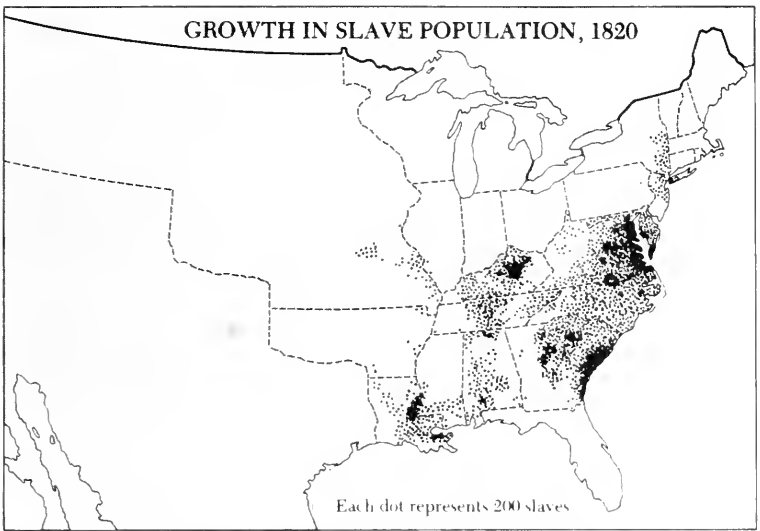 GROWTH IN SLAVE POPULATION, 1820
Each dot represents 200 slaves